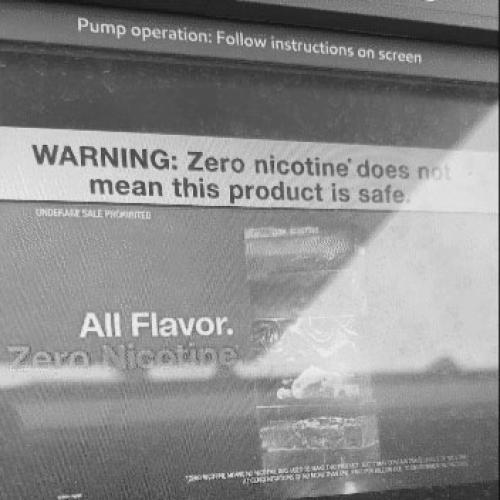 Pump operation: Follow instructions on screen
WARNING: Zero nicotine* does not
mean this product is safe.
UNDERAGE SALE PROHIBITED
All Flavor.
Zero Nicotine